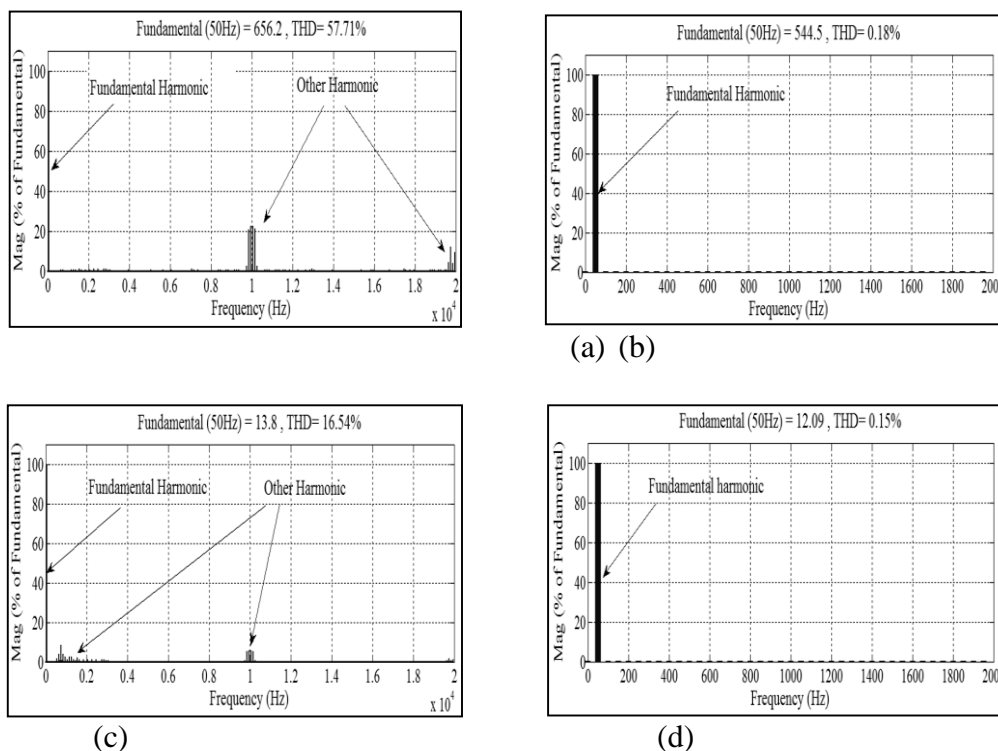 Fundamental (50Hz) = 656.2 , THD= 57.71%
Mag (% of Fundamental)
100
80
60
40
20
0
Fundamental Harmonic
Other Harmonic
0 0.2 0.4 0.6 0.8 1 1.2 1.4 1.6 1.8 2
Frequency (Hz)
x 10^4
Fundamental (50Hz) = 544.5 , THD= 0.18%
Mag (% of Fundamental)
100
80
60
40
20
0
Fundamental Harmonic
0 200 400 600 800 1000 1200 1400 1600 1800 200
Frequency (Hz)
(a) (b)
Fundamental (50Hz) = 13.8 , THD= 16.54%
Mag (% of Fundamental)
100
80
60
40
20
0
Fundamental Harmonic
Other Harmonic
0 0.2 0.4 0.6 0.8 1 1.2 1.4 1.6 1.8 2
Frequency (Hz)
x 10^4
Fundamental (50Hz) = 12.09 , THD= 0.15%
Mag (% of Fundamental)
100
80
60
40
20
0
Fundamental harmonic
0 200 400 600 800 1000 1200 1400 1600 1800 200
Frequency (Hz)
(c)
(d)